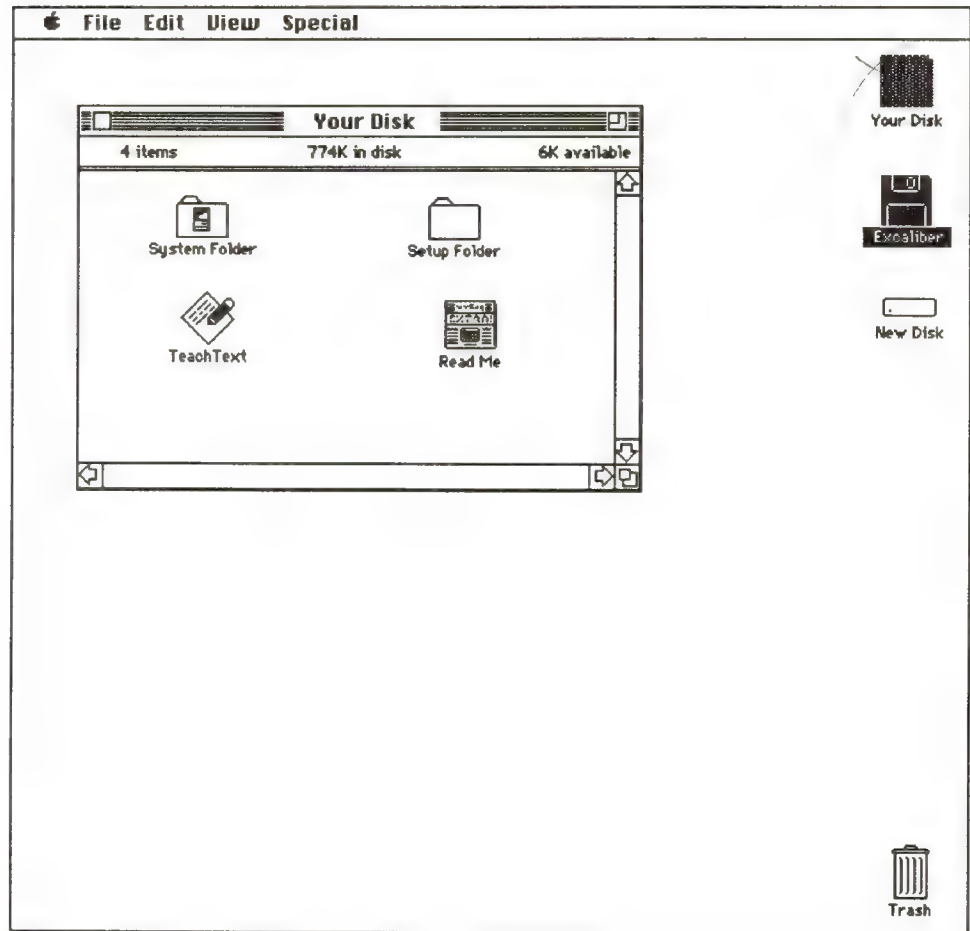 File Edit View Special
Your Disk
4 items 774K in disk 6K available
System Folder Setup Folder
TeachText Read Me
Your Disk
Excaliber
New Disk
Trash